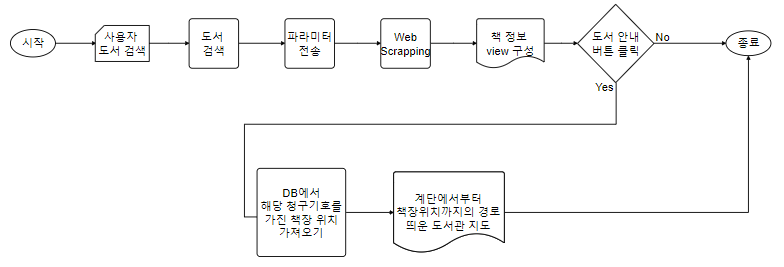 시작
사용자
도서 검색
도서
검색
파라미터
전송
Web
Scrapping
책 정보
view 구성
도서 안내
버튼 클릭
No
종료
Yes
DB에서
해당 청구기호를
가진 책장 위치
가져오기
계단에서부터
책장위치까지의 경로
띄운 도서관 지도